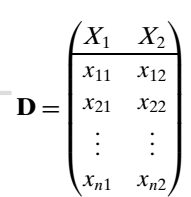 X₁ X₂
x₁₁ x₁₂
x₂₁ x₂₂
D =
⋮ ⋮
xₙ₁ xₙ₂